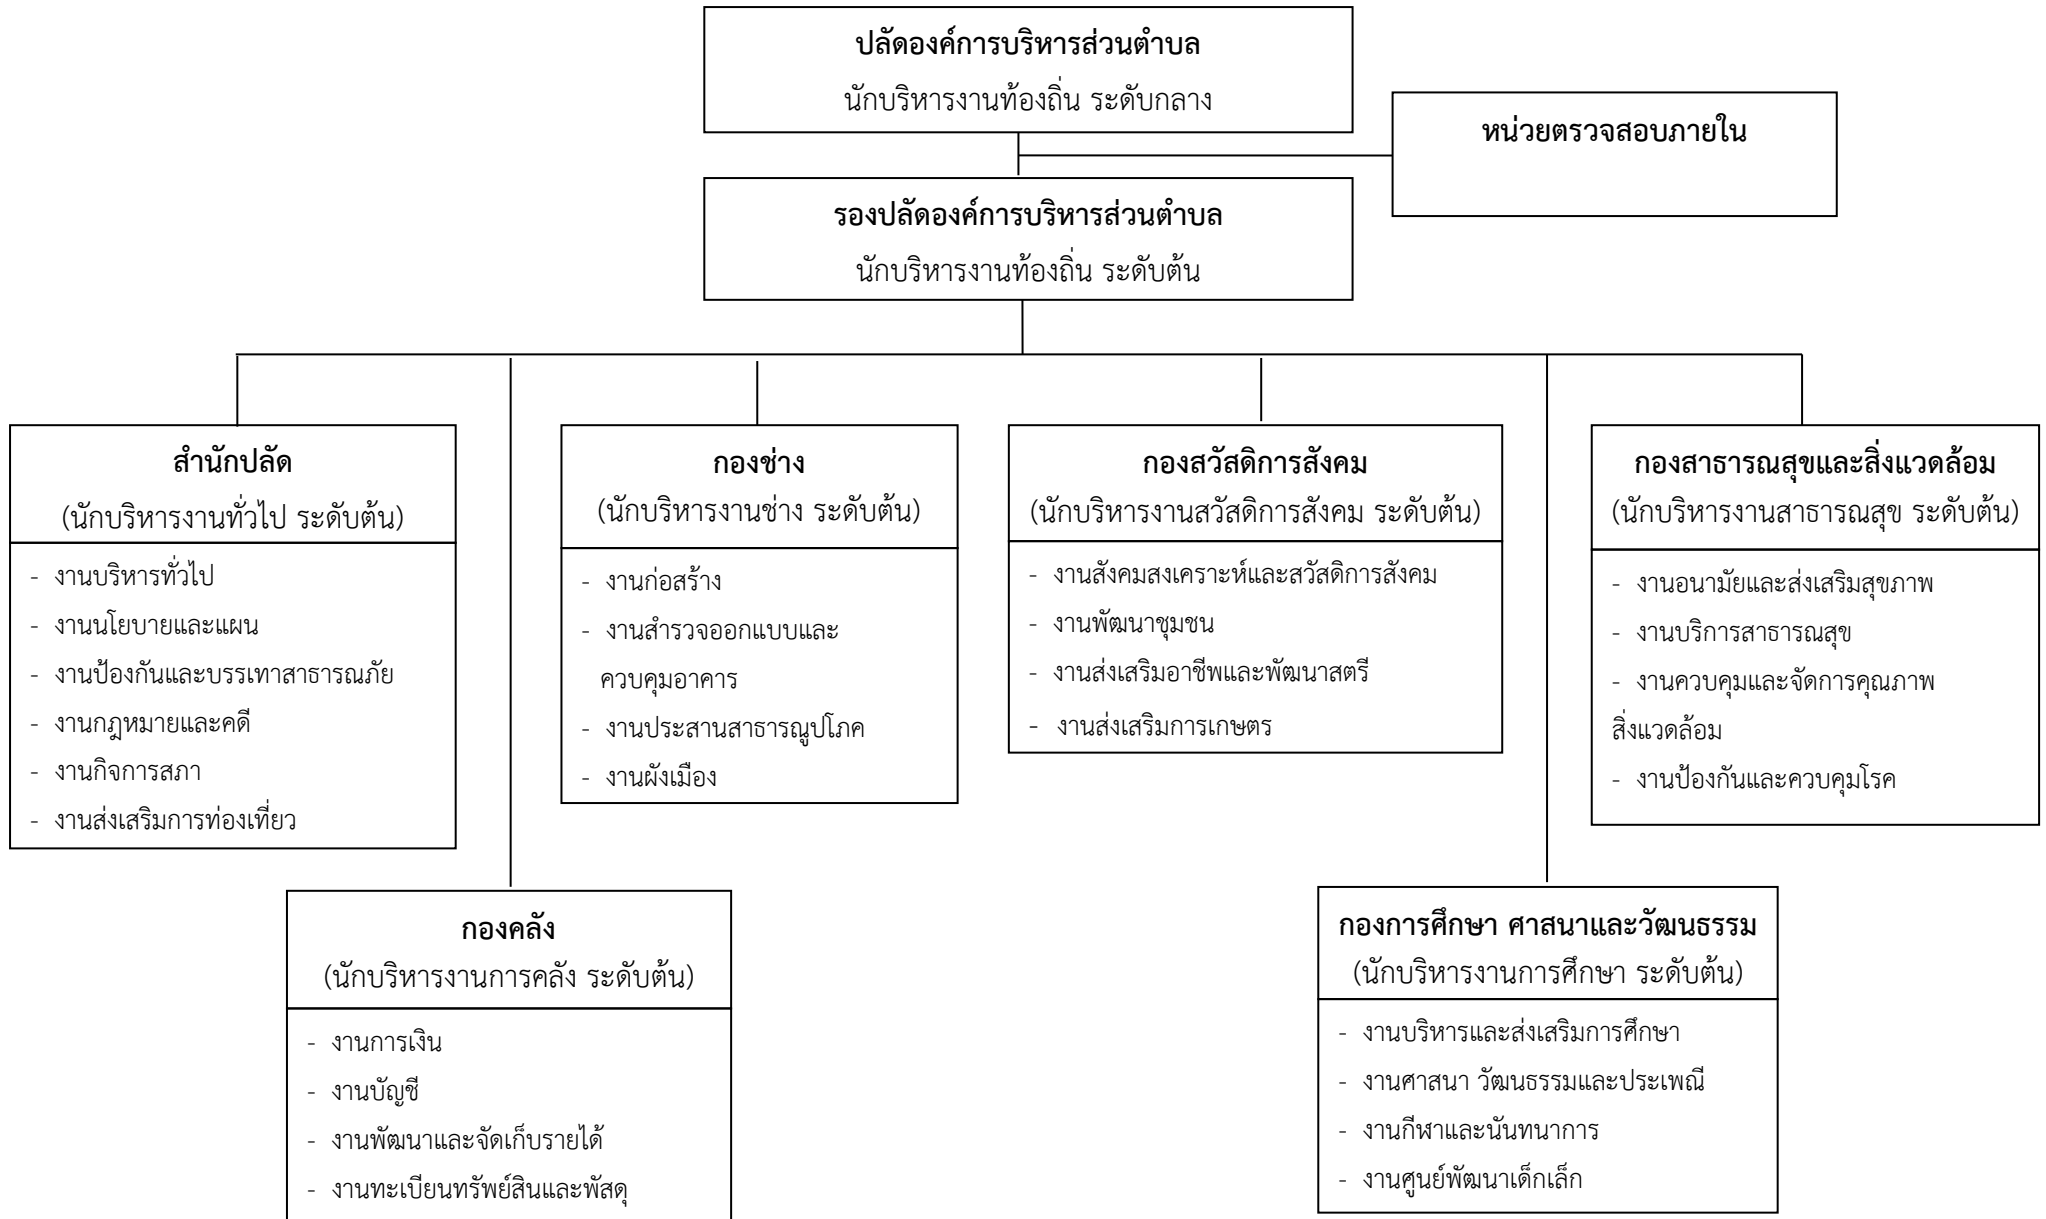 ปลัดองค์การบริหารส่วนตำบล
นักบริหารงานท้องถิ่น ระดับกลาง
หน่วยตรวจสอบภายใน
รองปลัดองค์การบริหารส่วนตำบล
นักบริหารงานท้องถิ่น ระดับต้น
สำนักปลัด
(นักบริหารงานทั่วไป ระดับต้น)
- งานบริหารทั่วไป
- งานนโยบายและแผน
- งานป้องกันและบรรเทาสาธารณภัย
- งานกฎหมายและคดี
- งานกิจการสภา
- งานส่งเสริมการท่องเที่ยว
กองช่าง
(นักบริหารงานช่าง ระดับต้น)
- งานก่อสร้าง
- งานสำรวจออกแบบและ
ควบคุมอาคาร
- งานประสานสาธารณูปโภค
- งานผังเมือง
กองสวัสดิการสังคม
(นักบริหารงานสวัสดิการสังคม ระดับต้น)
- งานสังคมสงเคราะห์และสวัสดิการสังคม
- งานพัฒนาชุมชน
- งานส่งเสริมอาชีพและพัฒนาสตรี
- งานส่งเสริมการเกษตร
กองสาธารณสุขและสิ่งแวดล้อม
(นักบริหารงานสาธารณสุข ระดับต้น)
- งานอนามัยและส่งเสริมสุขภาพ
- งานบริการสาธารณสุข
- งานควบคุมและจัดการคุณภาพ
สิ่งแวดล้อม
- งานป้องกันและควบคุมโรค
กองคลัง
(นักบริหารงานการคลัง ระดับต้น)
- งานการเงิน
- งานบัญชี
- งานพัฒนาและจัดเก็บรายได้
- งานทะเบียนทรัพย์สินและพัสดุ
กองการศึกษา ศาสนาและวัฒนธรรม
(นักบริหารงานการศึกษา ระดับต้น)
- งานบริหารและส่งเสริมการศึกษา
- งานศาสนา วัฒนธรรมและประเพณี
- งานกีฬาและนันทนาการ
- งานศูนย์พัฒนาเด็กเล็ก